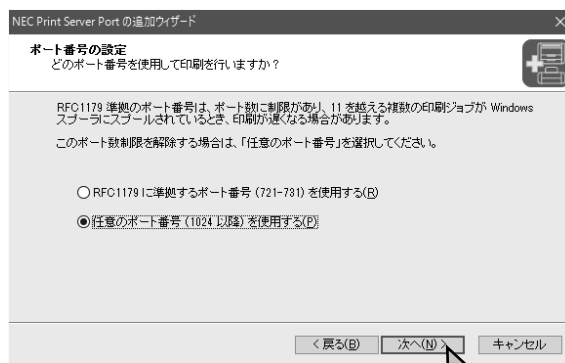 NEC Print Server Port の追加ウィザード
ポート番号の設定
どのポート番号を使用して印刷を行いますか?
RFC1179 準拠のポート番号は、ポート数に制限があり、11 を越える複数の印刷ジョブが Windows
スプーラにスプールされているとき、印刷が遅くなる場合があります。
このポート数制限を解除する場合は、「任意のポート番号」を選択してください。
RFC1179 に準拠するポート番号 (721-731) を使用する(R)
任意のポート番号 (1024 以降) を使用する(P)
< 戻る(B) 次へ(N) > キャンセル